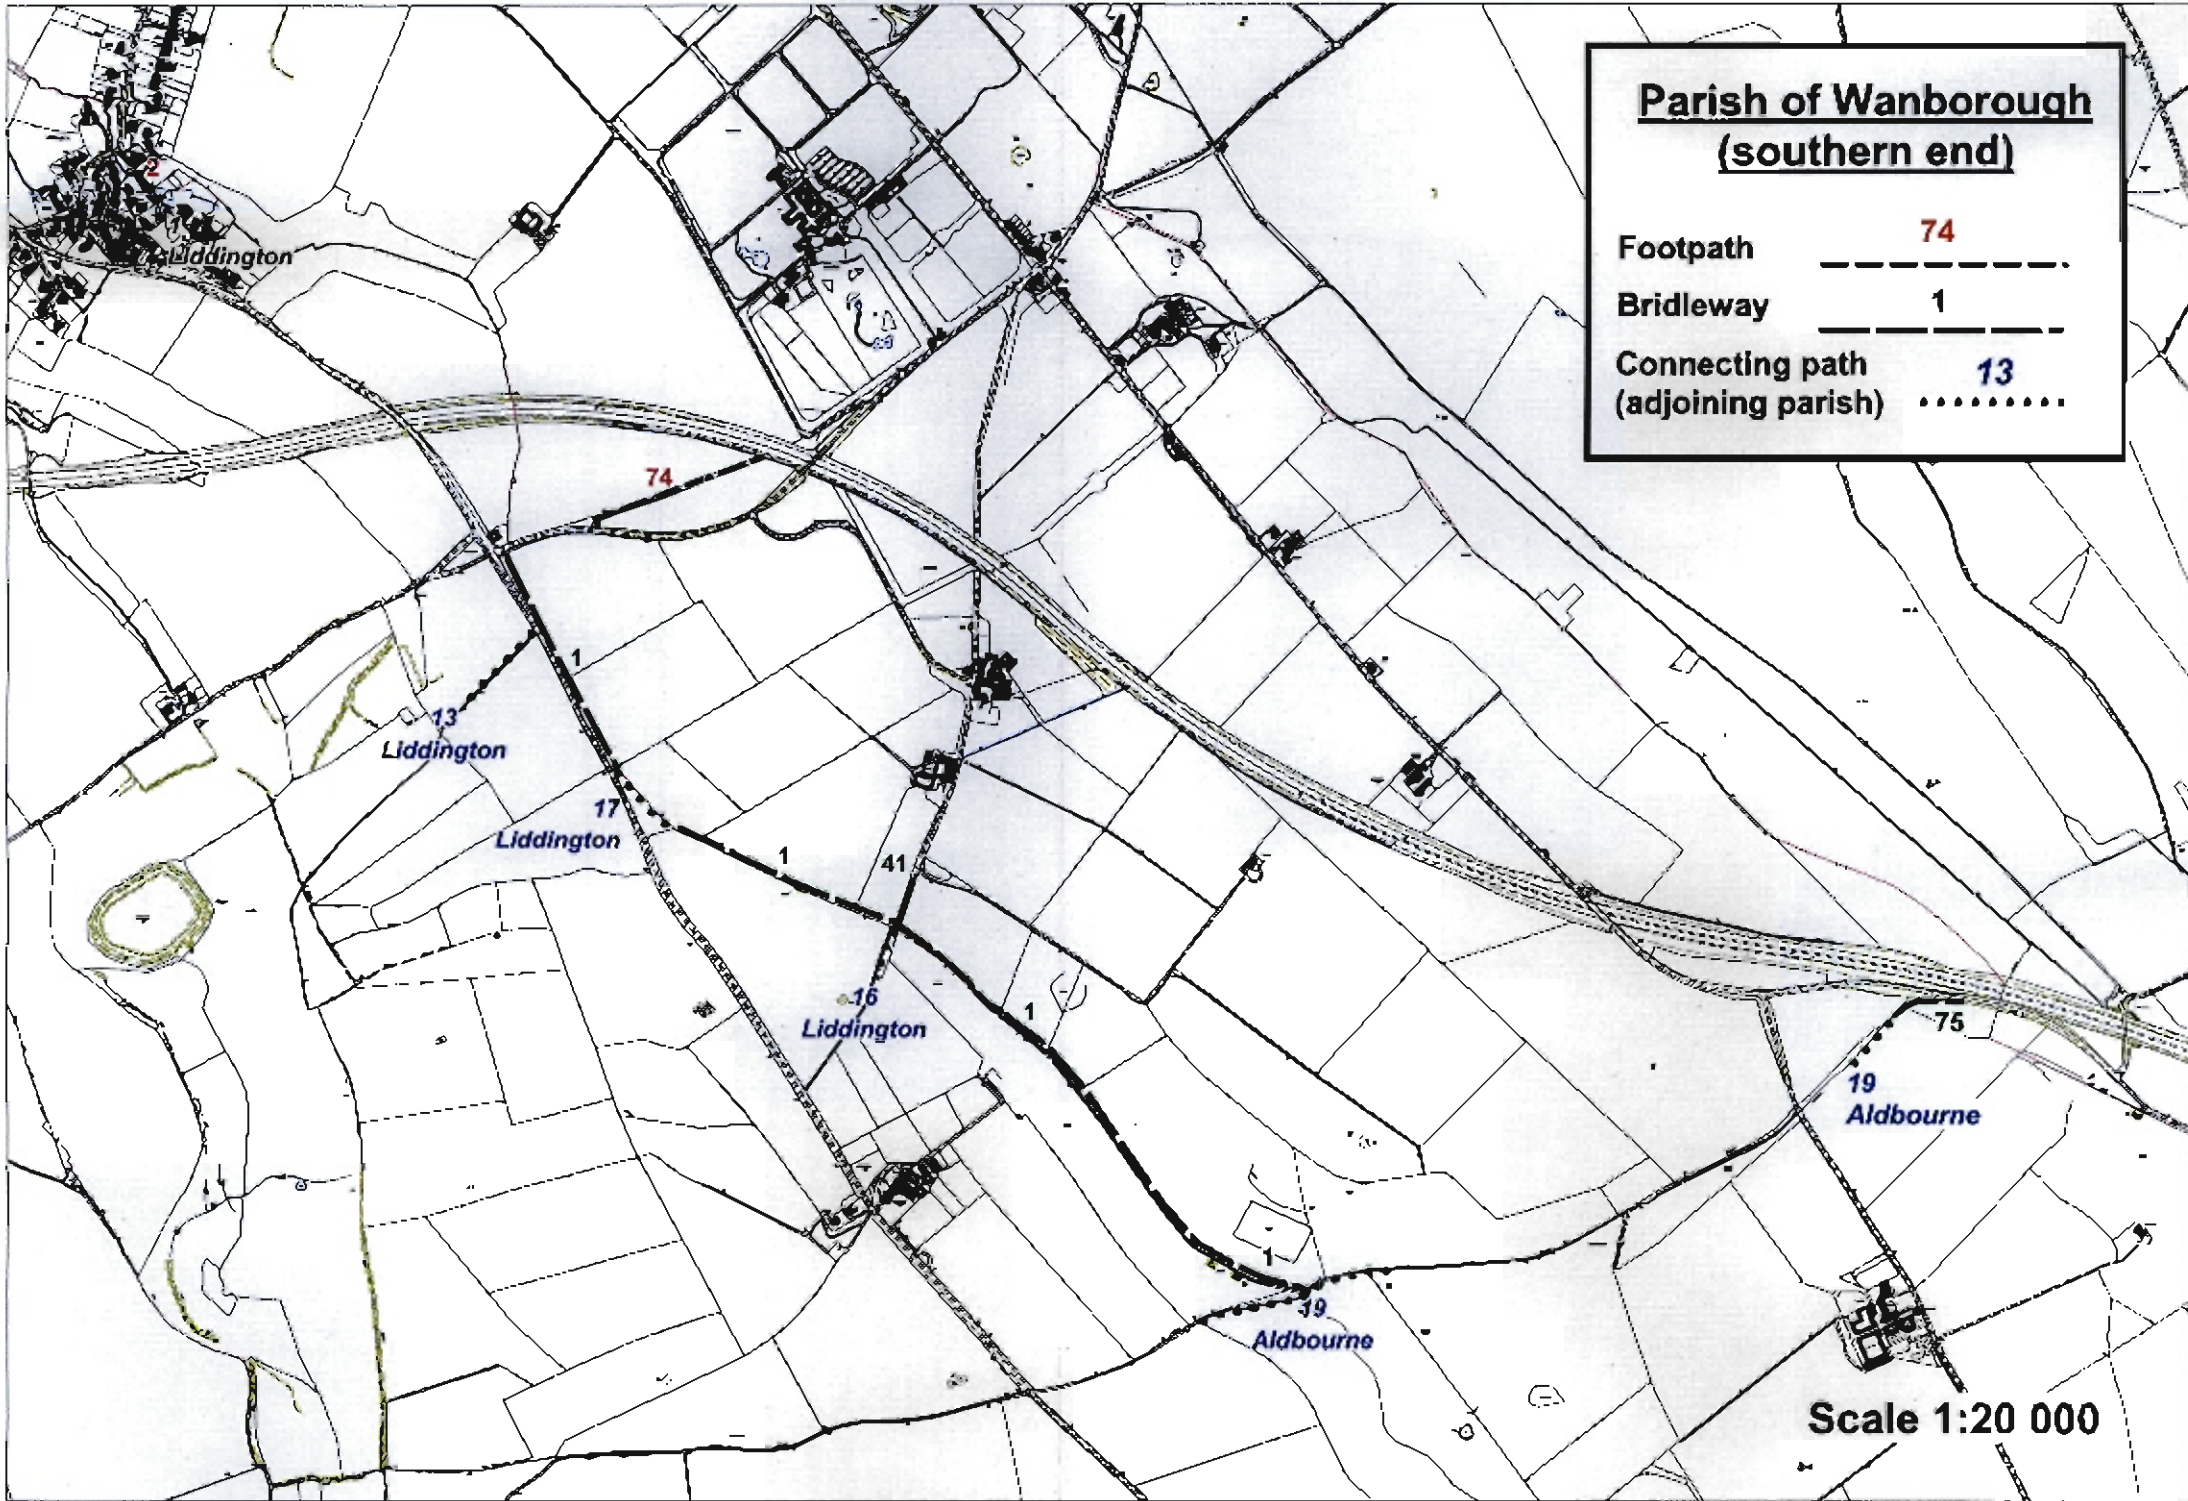 Parish of Wanborough
(southern end)
Footpath 74
Bridleway 1
Connecting path 13
(adjoining parish)
2
Liddington
74
1
13
Liddington
17
Liddington
1
41
16
Liddington
1
75
19
Aldbourne
1
19
Aldbourne
Scale 1:20 000